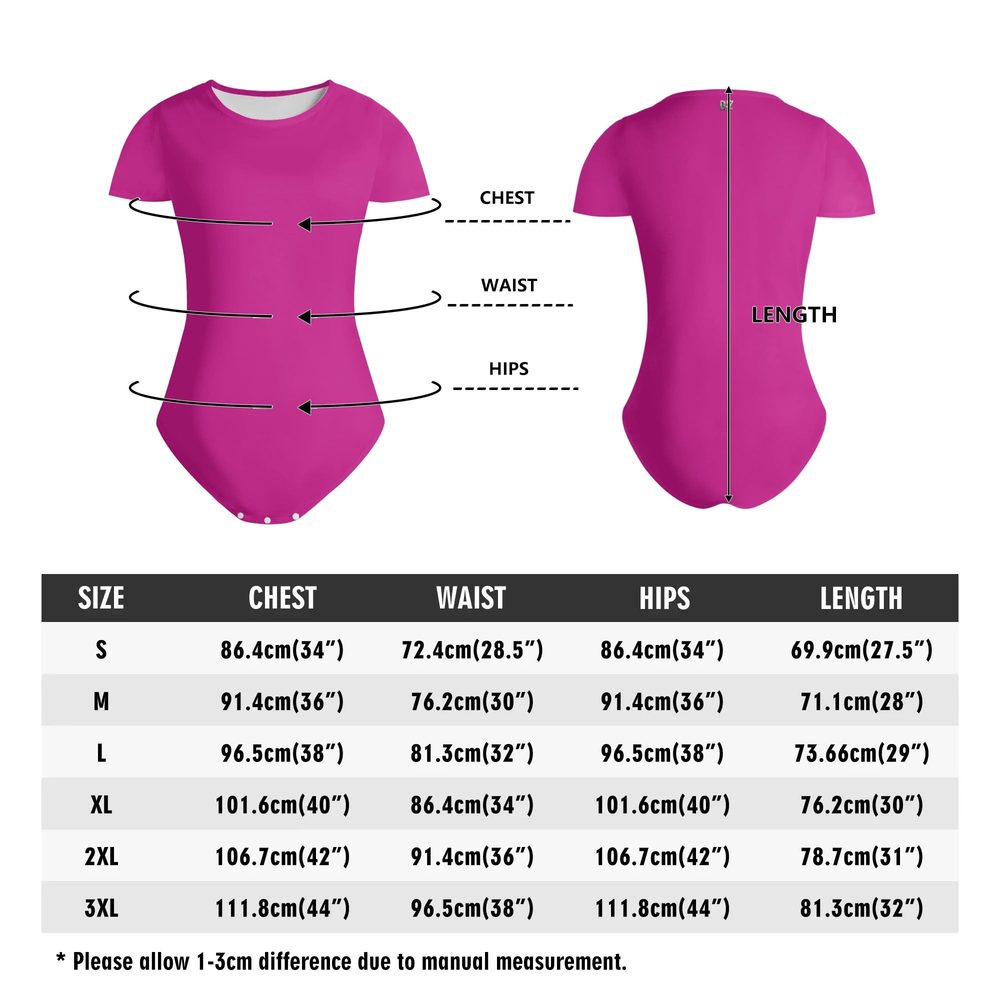 CHEST
WAIST
LENGTH
HIPS
SIZE CHEST WAIST HIPS LENGTH
S 86.4cm(34”) 72.4cm(28.5”) 86.4cm(34”) 69.9cm(27.5”)
M 91.4cm(36”) 76.2cm(30”) 91.4cm(36”) 71.1cm(28”)
L 96.5cm(38”) 81.3cm(32”) 96.5cm(38”) 73.66cm(29”)
XL 101.6cm(40”) 86.4cm(34”) 101.6cm(40”) 76.2cm(30”)
2XL 106.7cm(42”) 91.4cm(36”) 106.7cm(42”) 78.7cm(31”)
3XL 111.8cm(44”) 96.5cm(38”) 111.8cm(44”) 81.3cm(32”)
* Please allow 1-3cm difference due to manual measurement.